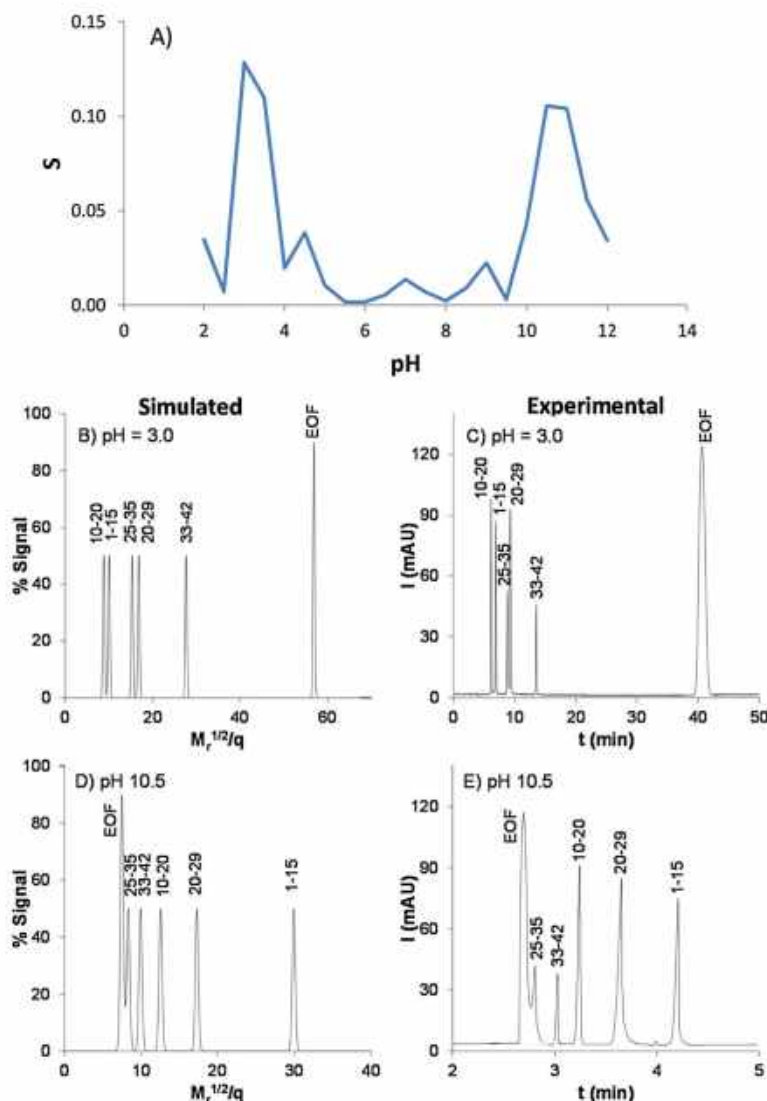 A)
0.15
0.10
0.05
0.00
S
0 2 4 6 8 10 12 14
pH
Simulated
B) pH = 3.0
EOF
100
80
60
40
20
0
% Signal
10-20
1-15
25-35
20-29
33-42
0 20 40 60
Mr1/2/q
Experimental
C) pH = 3.0
EOF
120
90
60
30
0
I (mAU)
10-20
1-15
25-35
20-29
33-42
0 10 20 30 40 50
t (min)
D) pH 10.5
100
80
60
40
20
0
% Signal
EOF
25-35
33-42
10-20
20-29
1-15
0 10 20 30 40
Mr1/2/q
E) pH 10.5
120
90
60
30
0
I (mAU)
EOF
25-35
33-42
10-20
20-29
1-15
2 3 4 5
t (min)